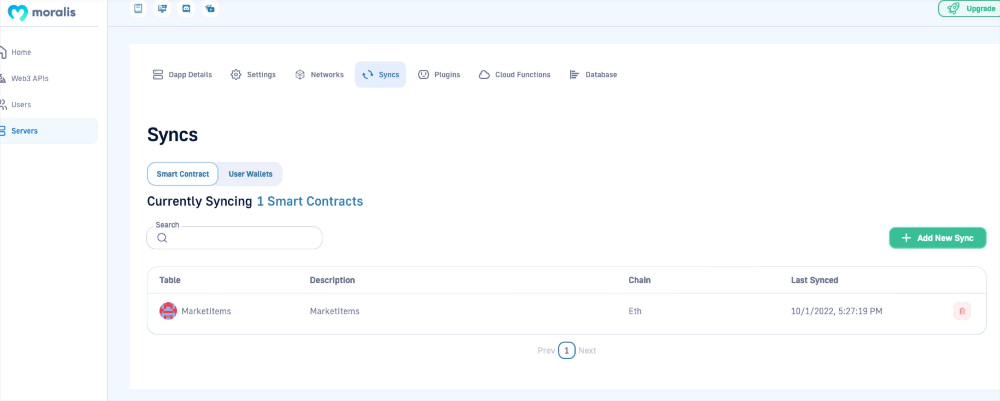 moralis
Upgrade
Home
Web3 APIs
Users
Servers
Dapp Details Settings Networks Syncs Plugins Cloud Functions Database
Syncs
Smart Contract User Wallets
Currently Syncing 1 Smart Contracts
Search
Add New Sync
Table Description Chain Last Synced
MarketItems MarketItems Eth 10/1/2022, 5:27:19 PM
Prev 1 Next